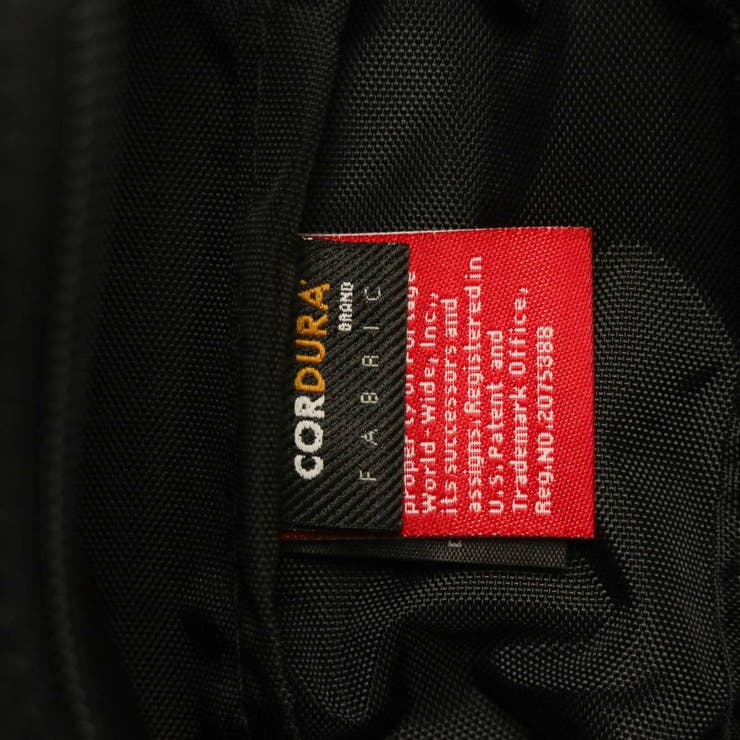 CORDURA
BRAND
FABRIC
property of Portage
World-Wide, Inc.,
its successors and
assigns. Registered in
U.S. Patent and
Trademark Office,
Reg.NO.2075388